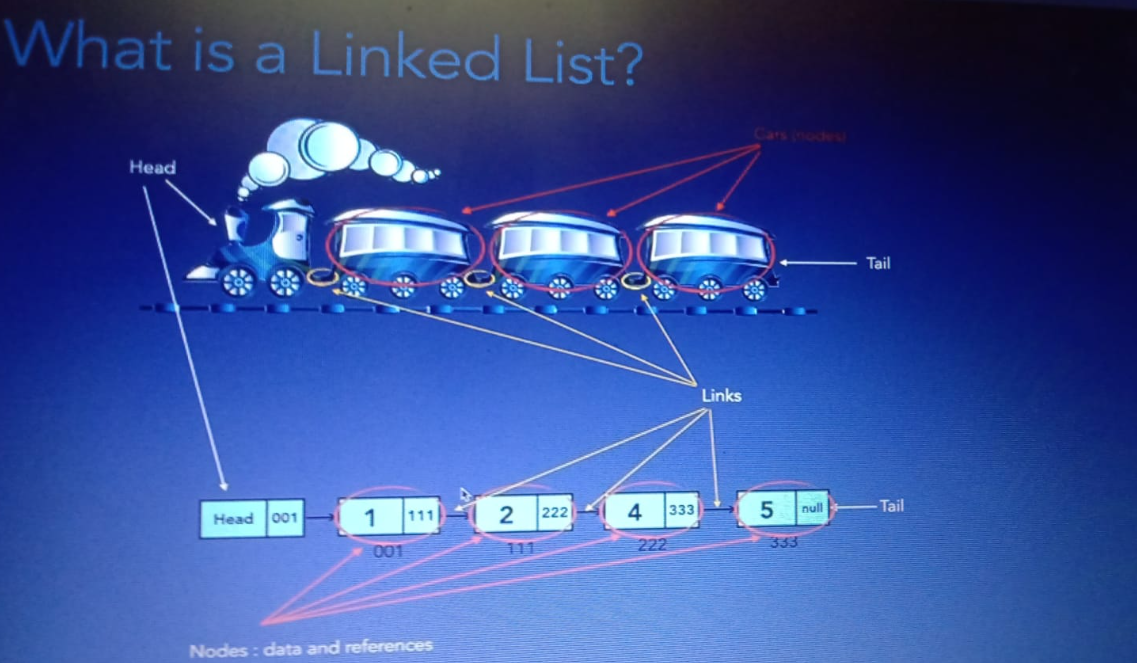 What is a Linked List?
Cars (nodes)
Head
Tail
Links
Head 001
1 111
2 222
4 333
5 null
Tail
001
111
222
333
Nodes : data and references